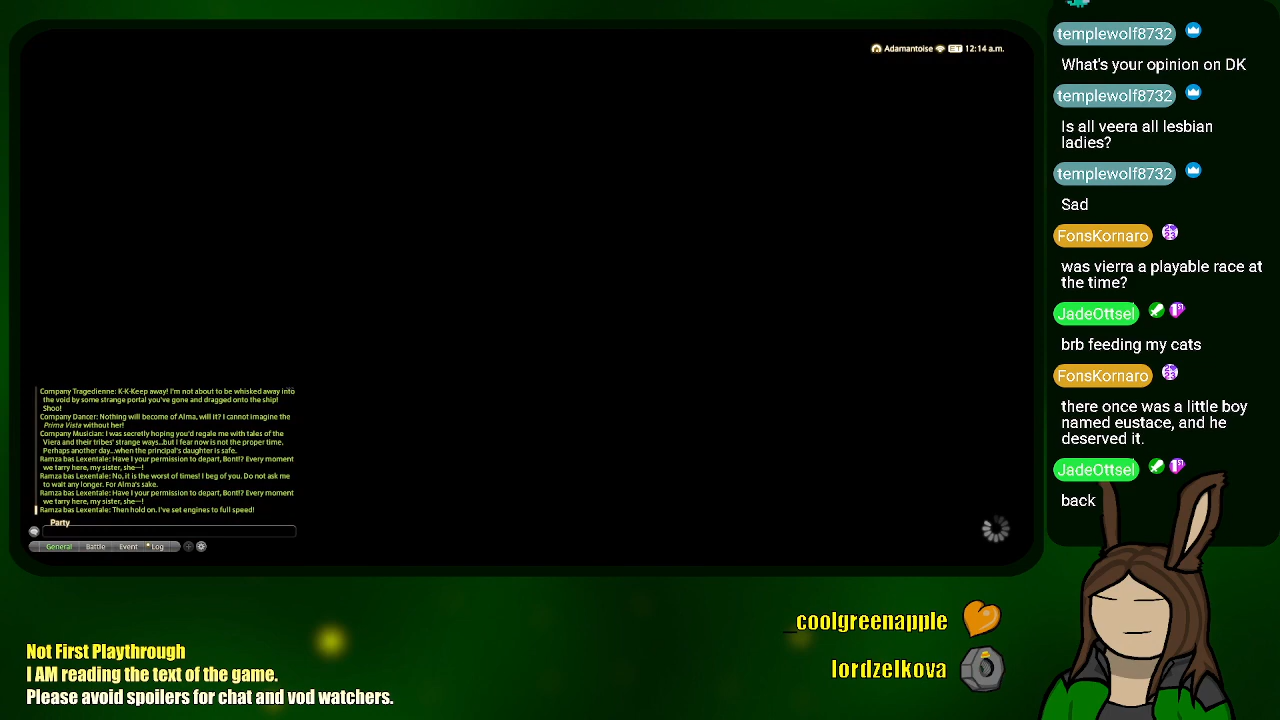 Adamantoise ET 12:14 a.m.
Company Tragedienne: K-K-Keep away! I'm not about to be whisked away into
the void by some strange portal you've gone and dragged onto the ship!
Shoo!
Company Dancer: Nothing will become of Alma, will it? I cannot imagine the
Prima Vista without her!
Company Musician: I was secretly hoping you'd regale me with tales of the
Viera and their tribes' strange ways...but I fear now is not the proper time.
Perhaps another day...when the principal's daughter is safe.
Ramza bas Lexentale: Have I your permission to depart, Bont!? Every moment
we tarry here, my sister, she—!
Ramza bas Lexentale: No, it is the worst of times! I beg of you. Do not ask me
to wait any longer. For Alma's sake.
Ramza bas Lexentale: Have I your permission to depart, Bont!? Every moment
we tarry here, my sister, she—!
Ramza bas Lexentale: Then hold on. I've set engines to full speed!
Party
General Battle Event Log
templewolf8732
What's your opinion on DK
templewolf8732
Is all veera all lesbian
ladies?
templewolf8732
Sad
FonsKornaro
was vierra a playable race at
the time?
JadeOttsel
brb feeding my cats
FonsKornaro
there once was a little boy
named eustace, and he
deserved it.
JadeOttsel
back
_coolgreenapple
lordzelkova
Not First Playthrough
I AM reading the text of the game.
Please avoid spoilers for chat and vod watchers.